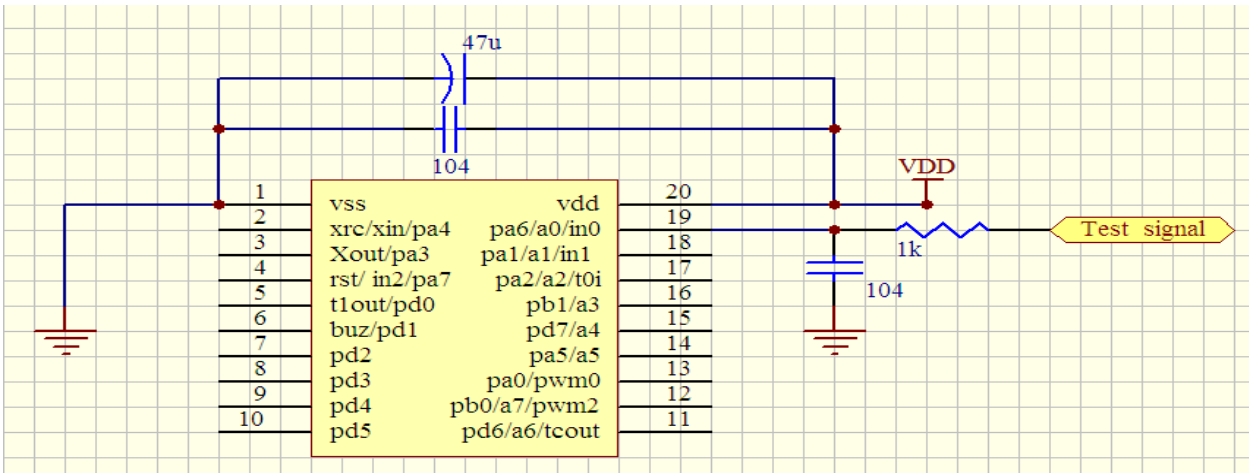 47u
104
VDD
1 vss vdd 20
2 xrc/xin/pa4 pa6/a0/in0 19
3 Xout/pa3 pa1/a1/in1 18
4 rst/ in2/pa7 pa2/a2/t0i 17
5 t1out/pd0 pb1/a3 16
6 buz/pd1 pd7/a4 15
7 pd2 pa5/a5 14
8 pd3 pa0/pwm0 13
9 pd4 pb0/a7/pwm2 12
10 pd5 pd6/a6/tcout 11
1k
Test signal
104